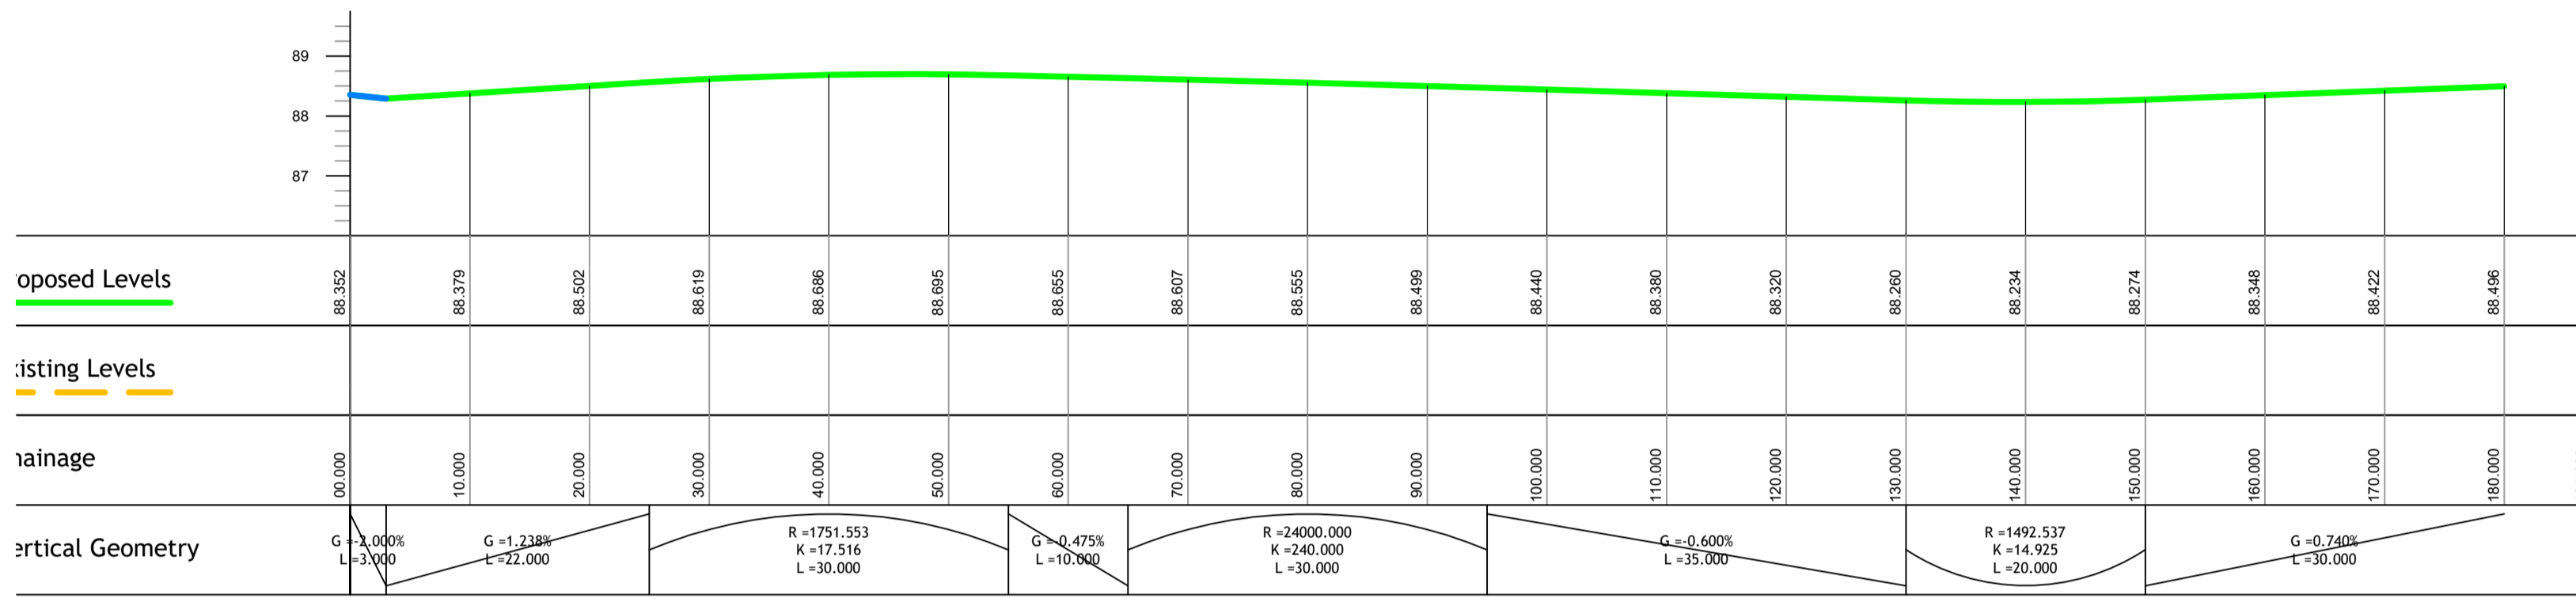 89
88
87
roposed Levels
88.352 88.379 88.502 88.619 88.686 88.695 88.655 88.607 88.555 88.499 88.440 88.380 88.320 88.260 88.234 88.274 88.348 88.422 88.496
xisting Levels
hainage
00.000 10.000 20.000 30.000 40.000 50.000 60.000 70.000 80.000 90.000 100.000 110.000 120.000 130.000 140.000 150.000 160.000 170.000 180.000
ertical Geometry
G =-2.000%
L =3.000
G =1.238%
L =22.000
R =1751.553
K =17.516
L =30.000
G =-0.475%
L =10.000
R =24000.000
K =240.000
L =30.000
G =-0.600%
L =35.000
R =1492.537
K =14.925
L =20.000
G =0.740%
L =30.000